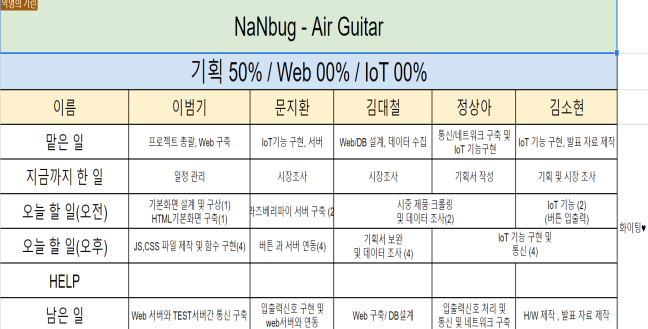 익명의 기린
NaNbug - Air Guitar
기획 50% / Web 00% / IoT 00%
이름 이범기 문지환 김대철 정상아 김소현
맡은 일 프로젝트 총괄, Web 구축 IoT기능 구현, 서버 Web/DB 설계, 데이터 수집 통신/네트워크 구축 및 IoT 기능 구현, 발표 자료 제작
IoT 기능구현
지금까지 한 일 일정 관리 시장조사 시장조사 기획서 작성 기획 및 시장 조사
오늘 할 일(오전) 기본화면 설계 및 구상(1) 라즈베리파이 서버 구축 (2 시중 제품 크롤링 IoT 기능 (2)
HTML기본화면 구축(1) 및 데이터 조사(2) (버튼 입출력)
화이팅♥
오늘 할 일(오후) JS,CSS 파일 제작 및 함수 구현(4) 버튼 과 서버 연동(4) 기획서 보완 IoT 기능 구현 및
및 데이터 조사 (4) 통신 (4)
HELP
남은 일 Web 서버와 TEST서버간 통신 구축 입출력신호 구현 및 Web 구축/ DB설계 입출력신호 처리 및 H/W 제작 , 발표 자료 제작
web서버와 연동 통신 및 네트워크 구축